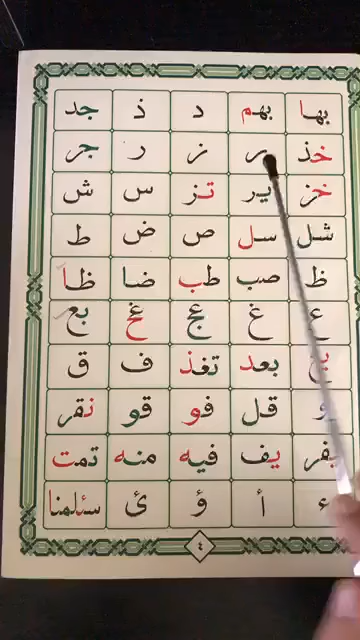 بها بهم د ذ جد
خذ ز ر جر
خز ير تز س ش
شل سل ص ض ط
ظ صب طب ضا ظا
ع غ عج بع
بعد تغذ ف ق
و قل فو قو نقر
يف فيه منه تمت
ء أ ؤ ئ سئلمنا
٤